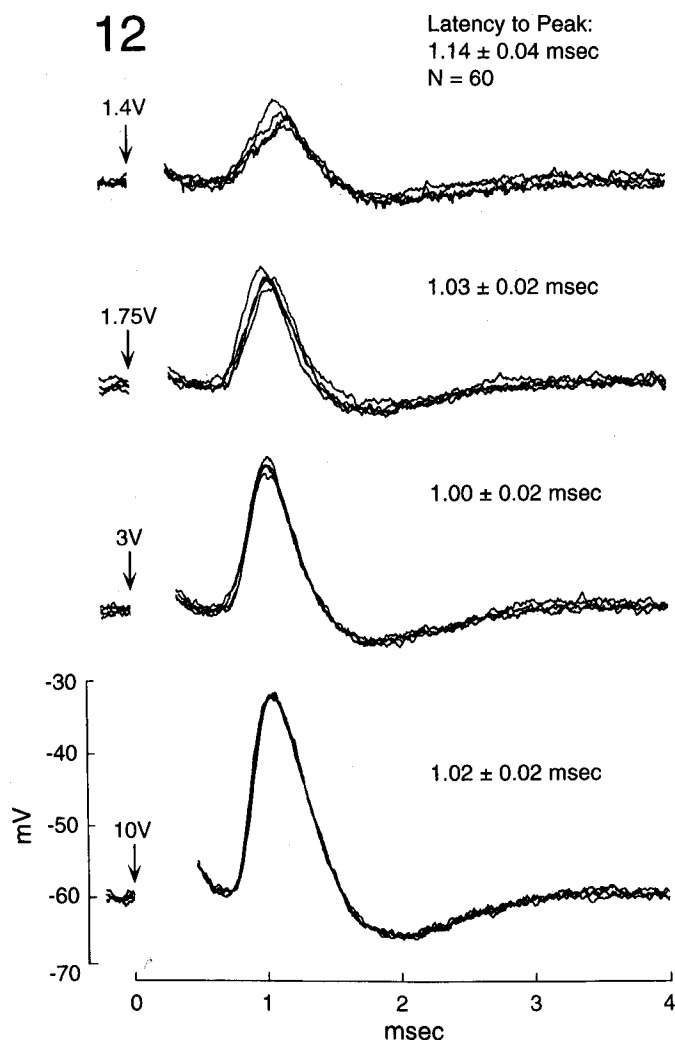 12
Latency to Peak:
1.14 ± 0.04 msec
N = 60
1.4V
1.03 ± 0.02 msec
1.75V
1.00 ± 0.02 msec
3V
-30
-40
1.02 ± 0.02 msec
-50
mV
10V
-60
-70
0 1 2 3 4
msec